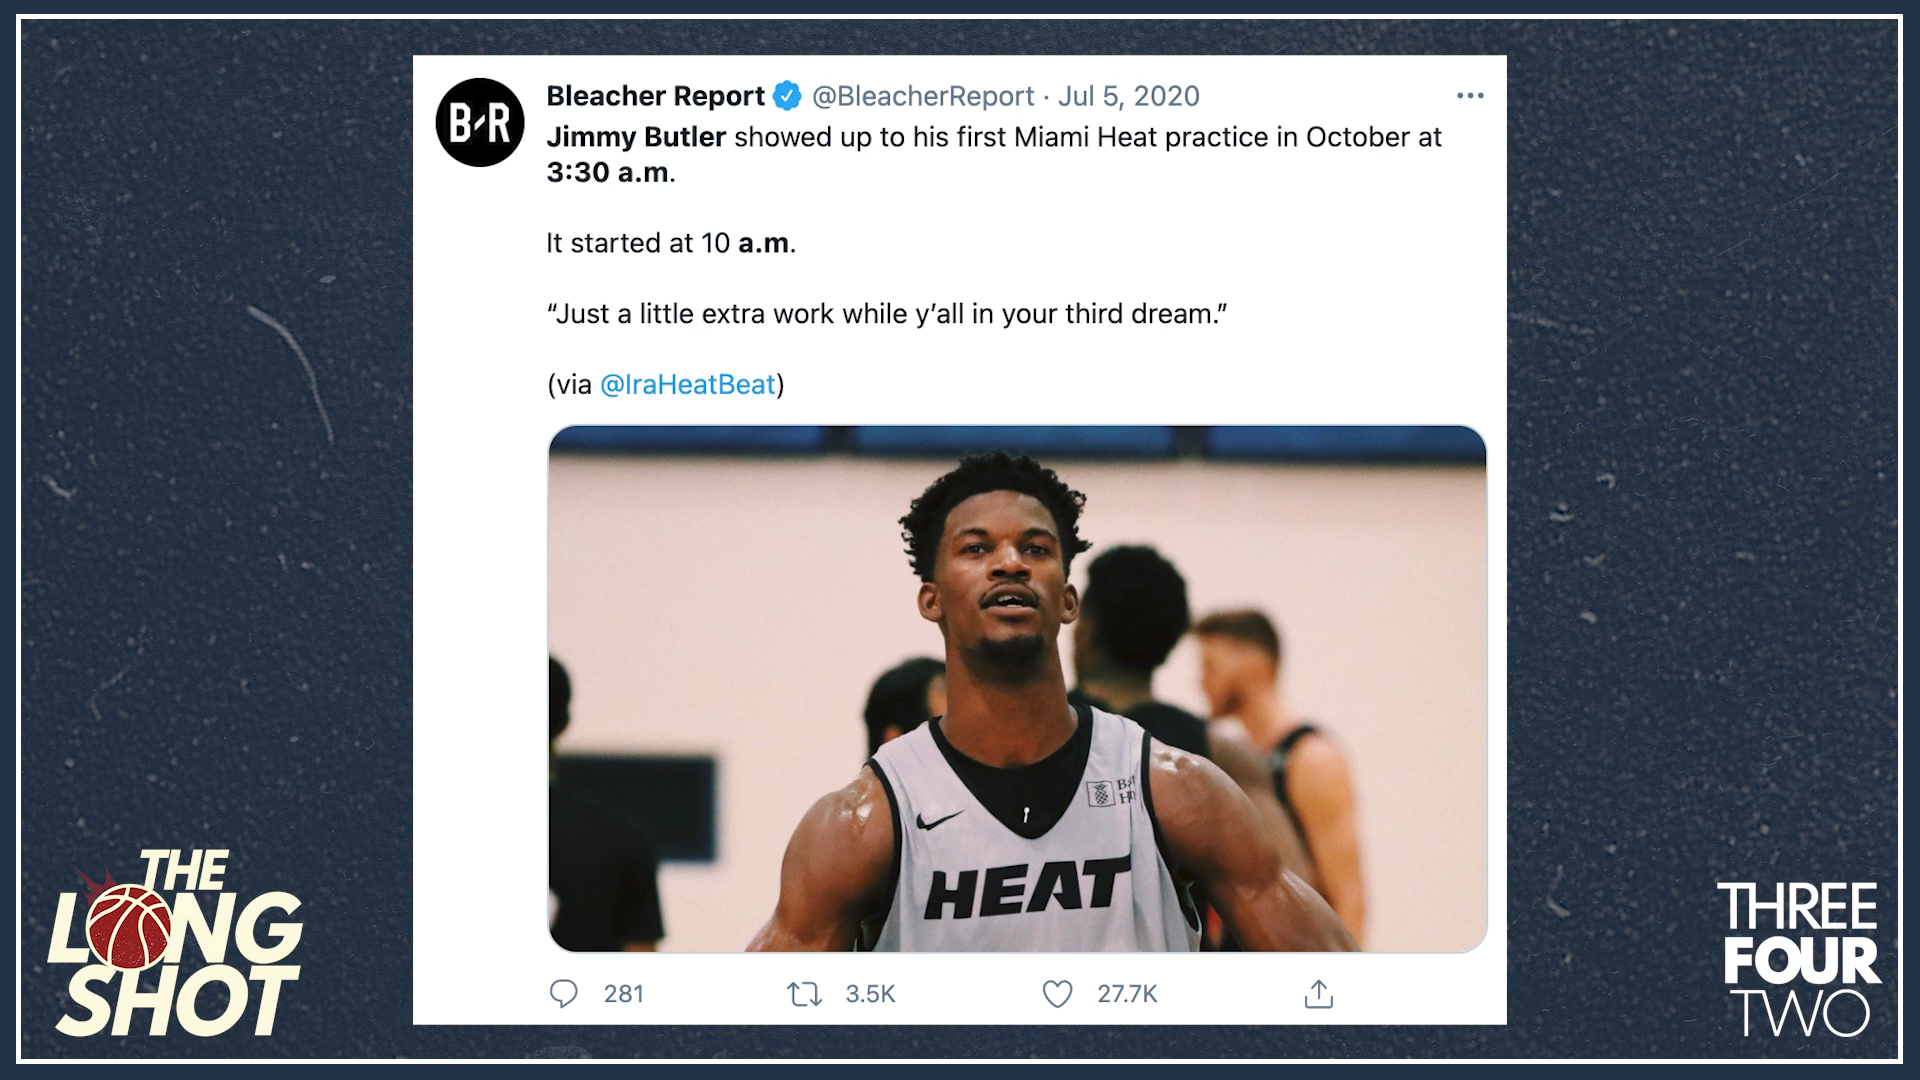 B/R
Bleacher Report @BleacherReport · Jul 5, 2020
Jimmy Butler showed up to his first Miami Heat practice in October at
3:30 a.m.
It started at 10 a.m.
“Just a little extra work while y’all in your third dream.”
(via @IraHeatBeat)
HEAT
281 3.5K 27.7K
THE
LONG
SHOT
THREE
FOUR
TWO